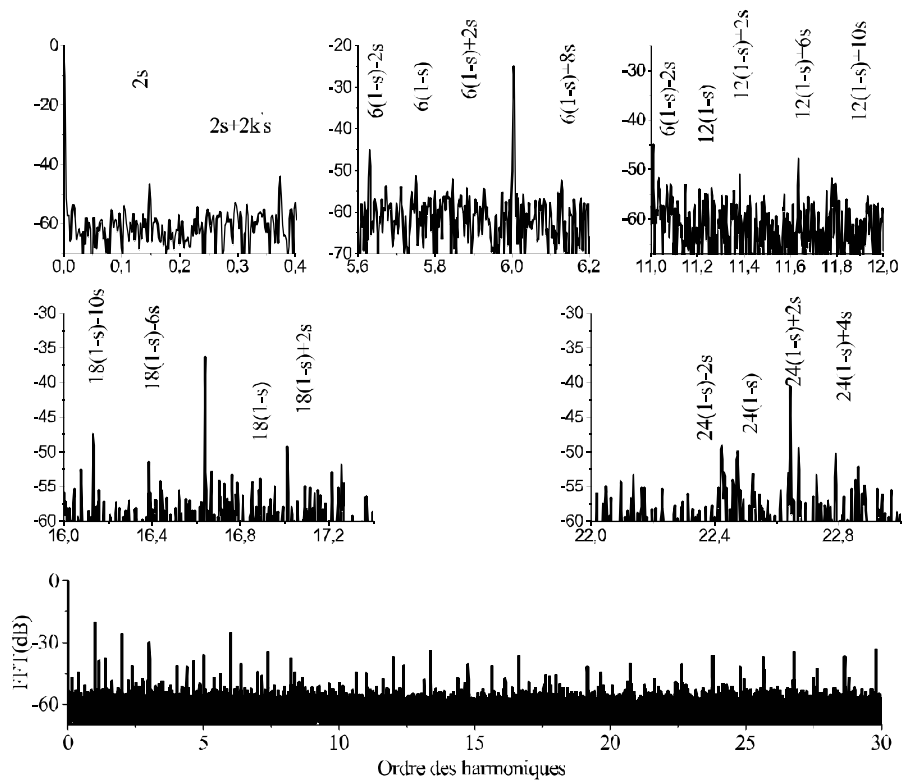 0
-20
-40
-60
0,0 0,1 0,2 0,3 0,4
2s
2s+2k's
-20
-30
-40
-50
-60
-70
5,6 5,8 6,0 6,2
6(1-s)-2s
6(1-s)
6(1-s)+2s
6(1-s)+8s
-30
-40
-50
-60
11,0 11,2 11,4 11,6 11,8 12,0
6(1-s)-2s
12(1-s)
12(1-s)+2s
12(1-s)+6s
12(1-s)+10s
-30
-35
-40
-45
-50
-55
-60
16,0 16,4 16,8 17,2
18(1-s)-10s
18(1-s)-6s
18(1-s)
18(1-s)+2s
-30
-35
-40
-45
-50
-55
-60
22,0 22,4 22,8
24(1-s)-2s
24(1-s)
24(1-s)+2s
24(1-s)+4s
FFT(dB)
0
-30
-60
0 5 10 15 20 25 30
Ordre des harmoniques